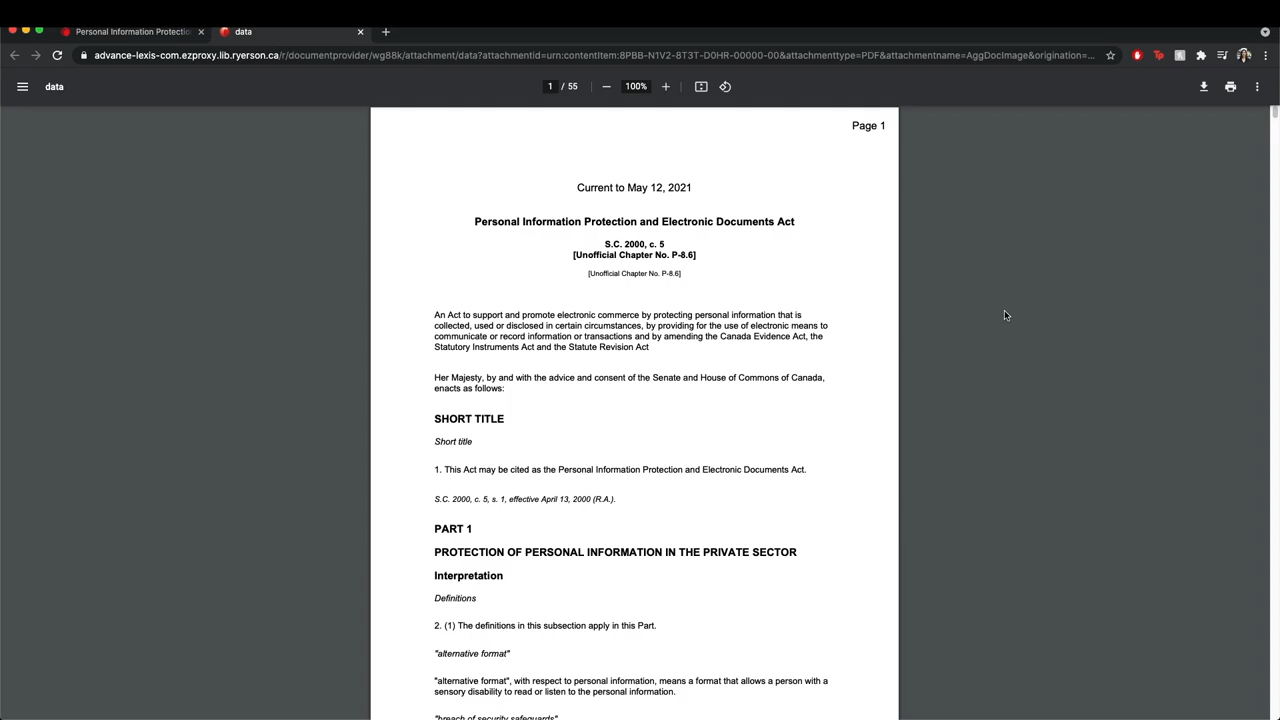 Personal Information Protectio
data
advance-lexis-com.ezproxy.lib.ryerson.ca/r/documentprovider/wg88k/attachment/data?attachmentid=urn:contentItem:8PBB-N1V2-8T3T-D0HR-00000-00&attachmenttype=PDF&attachmentname=AggDocImage&origination=...
data
1 / 55
100%
Page 1
Current to May 12, 2021
Personal Information Protection and Electronic Documents Act
S.C. 2000, c. 5
[Unofficial Chapter No. P-8.6]
[Unofficial Chapter No. P-8.6]
An Act to support and promote electronic commerce by protecting personal information that is
collected, used or disclosed in certain circumstances, by providing for the use of electronic means to
communicate or record information or transactions and by amending the Canada Evidence Act, the
Statutory Instruments Act and the Statute Revision Act
Her Majesty, by and with the advice and consent of the Senate and House of Commons of Canada,
enacts as follows:
SHORT TITLE
Short title
1. This Act may be cited as the Personal Information Protection and Electronic Documents Act.
S.C. 2000, c. 5, s. 1, effective April 13, 2000 (R.A.).
PART 1
PROTECTION OF PERSONAL INFORMATION IN THE PRIVATE SECTOR
Interpretation
Definitions
2. (1) The definitions in this subsection apply in this Part.
"alternative format"
"alternative format", with respect to personal information, means a format that allows a person with a
sensory disability to read or listen to the personal information.
"breach of security safeguards"